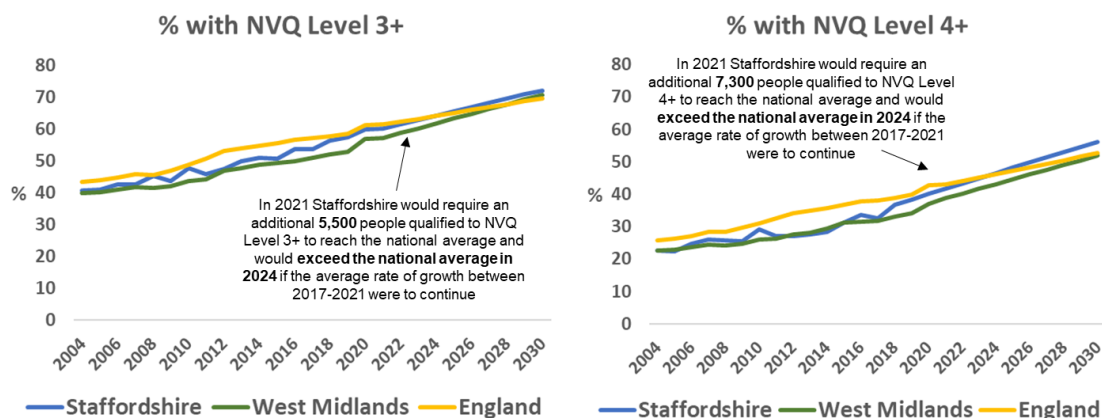 % with NVQ Level 3+
80
70
60
50
40
30
20
10
0
%
In 2021 Staffordshire would require an
additional 5,500 people qualified to NVQ
Level 3+ to reach the national average and
would exceed the national average in
2024 if the average rate of growth between
2017-2021 were to continue
2004
2006
2008
2010
2012
2014
2016
2018
2020
2022
2024
2026
2028
2030
Staffordshire
West Midlands
England
% with NVQ Level 4+
80
70
60
50
40
30
20
10
0
%
In 2021 Staffordshire would require an
additional 7,300 people qualified to NVQ Level
4+ to reach the national average and would
exceed the national average in 2024 if the
average rate of growth between 2017-2021
were to continue
2004
2006
2008
2010
2012
2014
2016
2018
2020
2022
2024
2026
2028
2030
Staffordshire
West Midlands
England